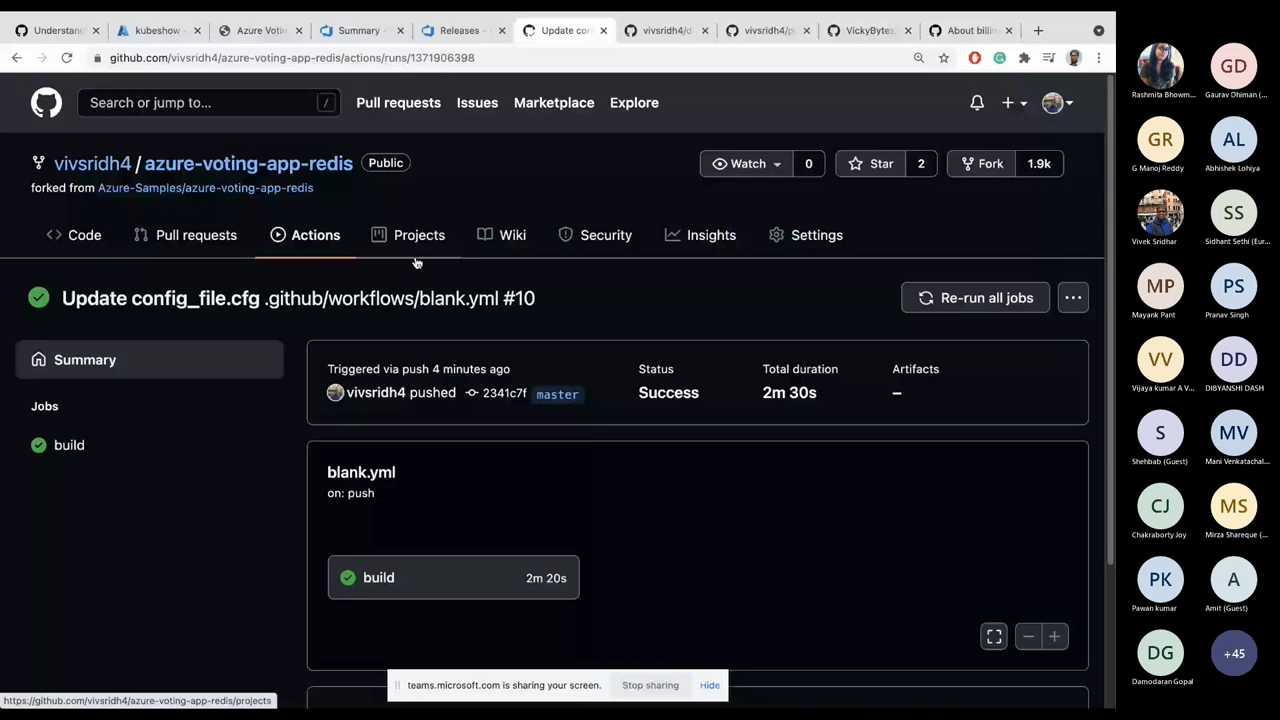 Understan
kubeshow -
Azure Votin
Summary -
Releases -
Update con
vivsridh4/d
vivsridh4/p
VickyBytes
About billin
github.com/vivsridh4/azure-voting-app-redis/actions/runs/1371906398
Search or jump to...
/
Pull requests
Issues
Marketplace
Explore
vivsridh4 / azure-voting-app-redis
Public
forked from Azure-Samples/azure-voting-app-redis
Watch
0
Star
2
Fork
1.9k
Code
Pull requests
Actions
Projects
Wiki
Security
Insights
Settings
Update config_file.cfg .github/workflows/blank.yml #10
Re-run all jobs
Summary
Jobs
build
Triggered via push 4 minutes ago
vivsridh4 pushed 2341c7f master
Status
Success
Total duration
2m 30s
Artifacts
–
blank.yml
on: push
build
2m 20s
teams.microsoft.com is sharing your screen.
Stop sharing
Hide
https://github.com/vivsridh4/azure-voting-app-redis/projects
Rashmita Bhowm...
GD
Gaurav Dhiman (...
GR
G Manoj Reddy
AL
Abhishek Lohiya
Vivek Sridhar
SS
Sidhant Sethi (Eur...
MP
Mayank Pant
PS
Pranav Singh
VV
Vijaya kumar A V...
DD
DIBYANSHI DASH
S
Shehbab (Guest)
MV
Mani Venkatachal...
CJ
Chakraborty Joy
MS
Mirza Shareque (...
PK
Pawan kumar
A
Amit (Guest)
DG
Damodaran Gopal
+45